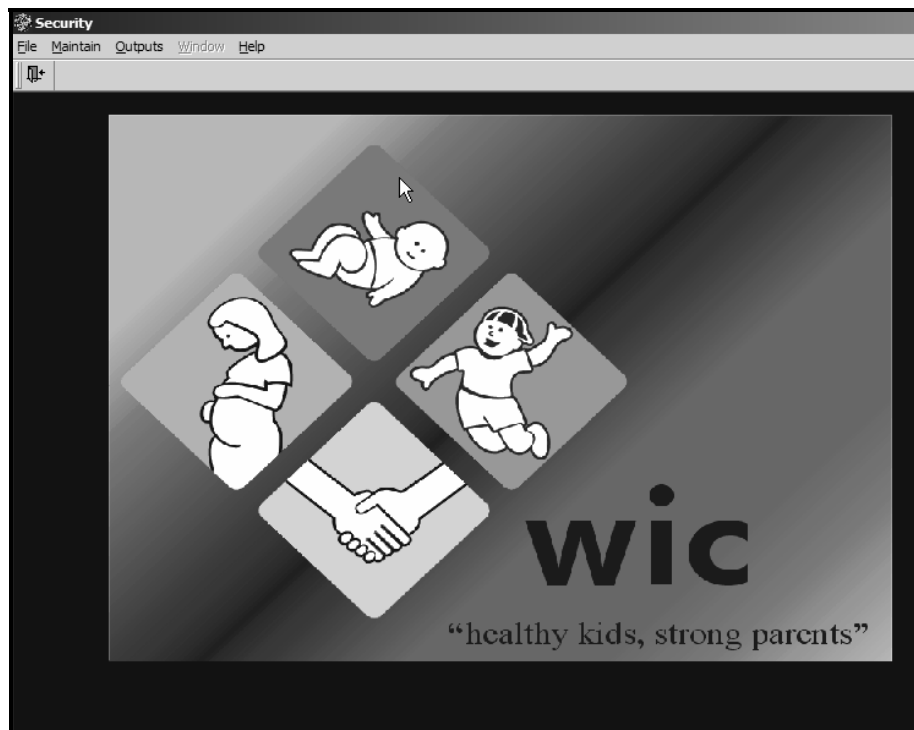 Security
File Maintain Outputs Window Help
wic
“healthy kids, strong parents”